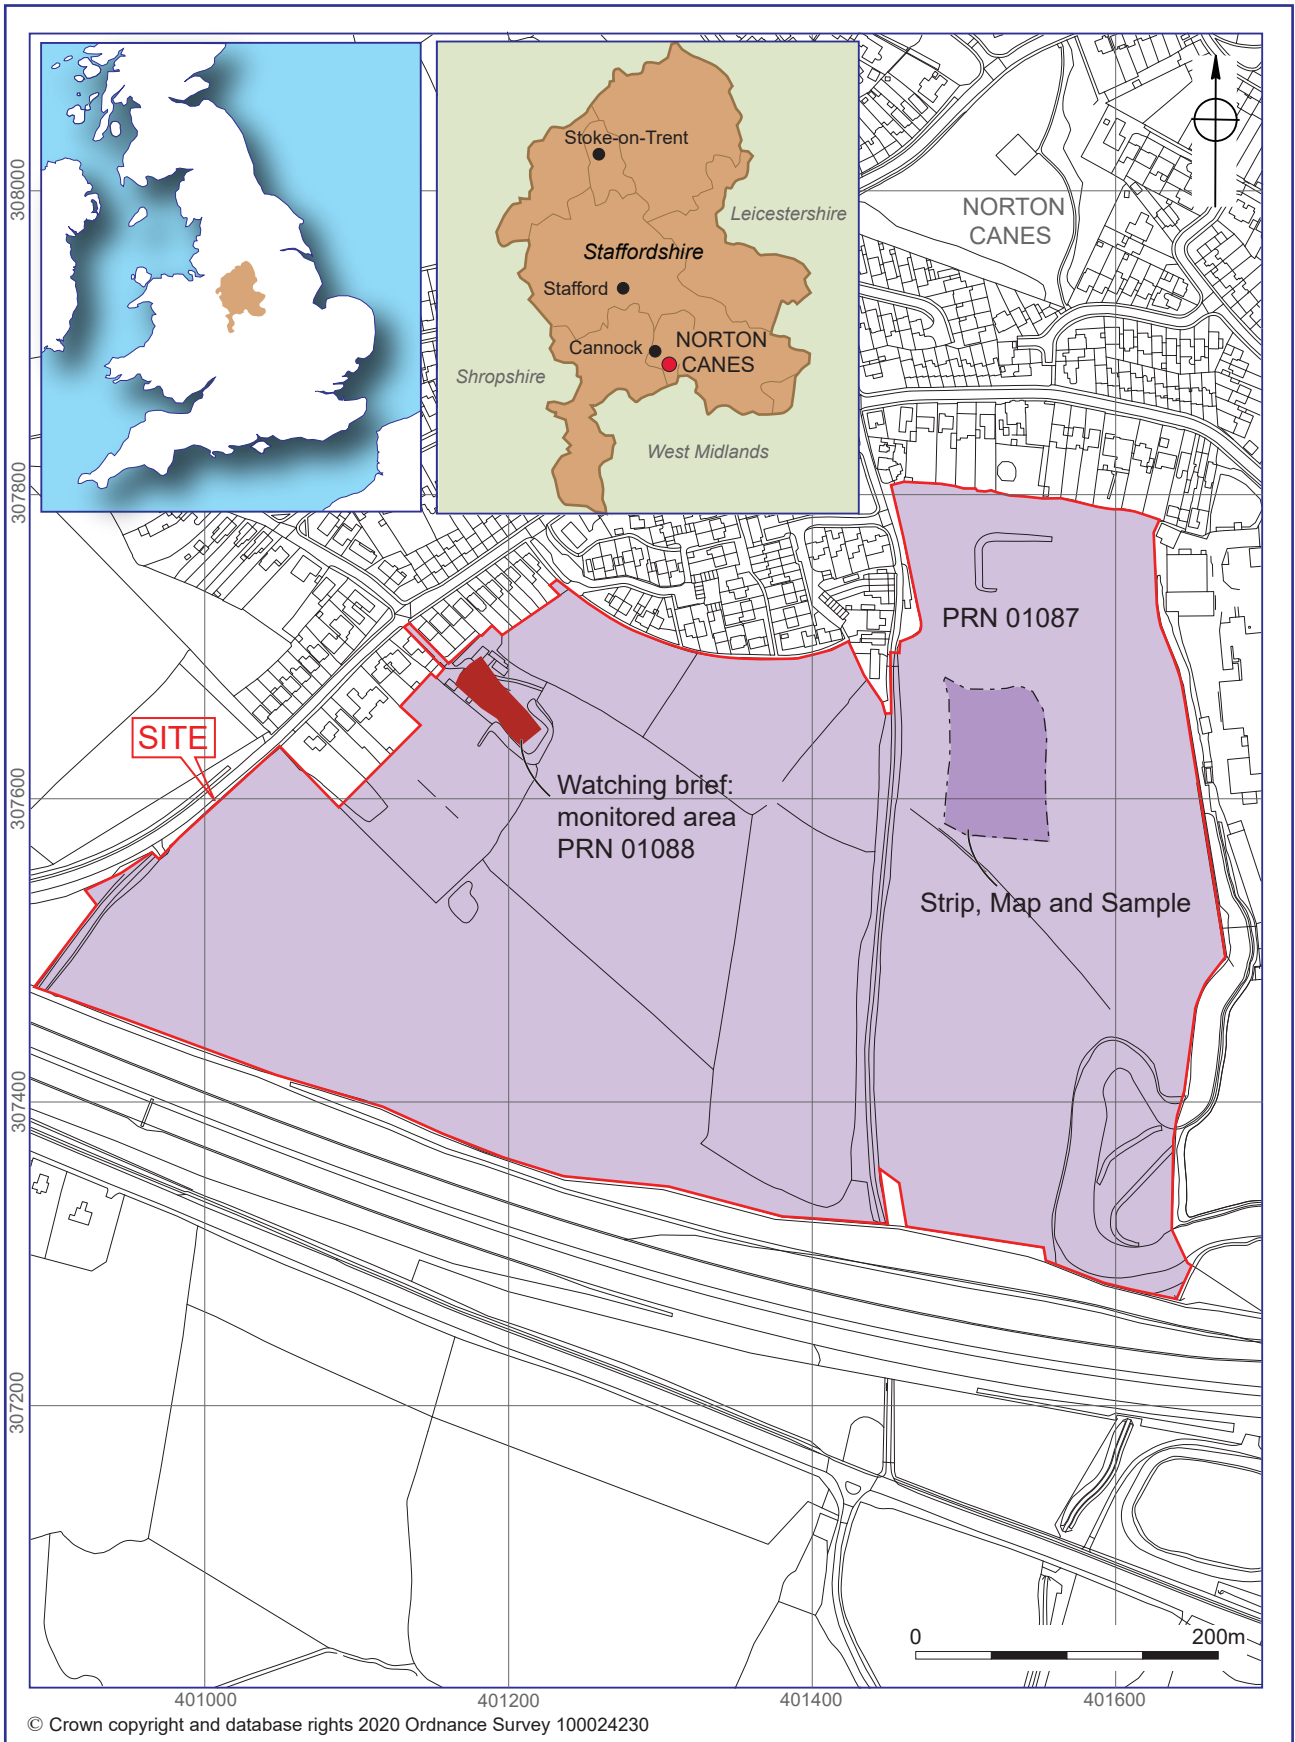 Stoke-on-Trent
Leicestershire
Staffordshire
Stafford
Cannock
NORTON
CANES
Shropshire
West Midlands
NORTON
CANES
308000
307800
307600
307400
307200
PRN 01087
SITE
Watching brief:
monitored area
PRN 01088
Strip, Map and Sample
0
200m
401000
401200
401400
401600
© Crown copyright and database rights 2020 Ordnance Survey 100024230